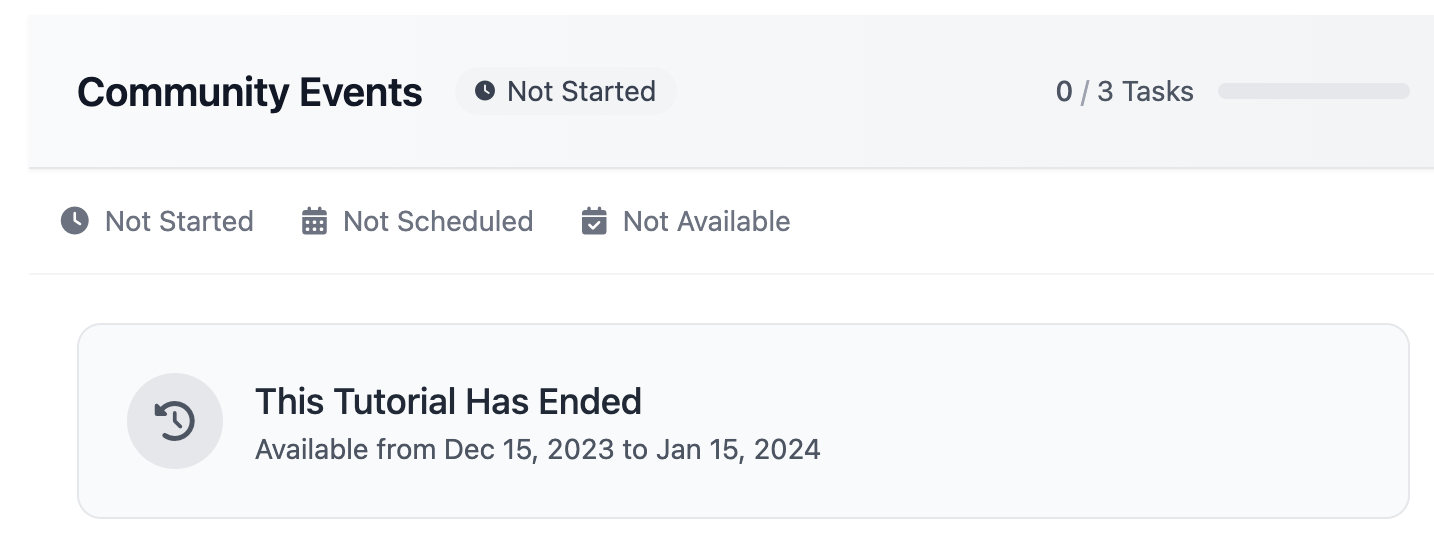 Community Events
Not Started
0 / 3 Tasks
Not Started
Not Scheduled
Not Available
This Tutorial Has Ended
Available from Dec 15, 2023 to Jan 15, 2024